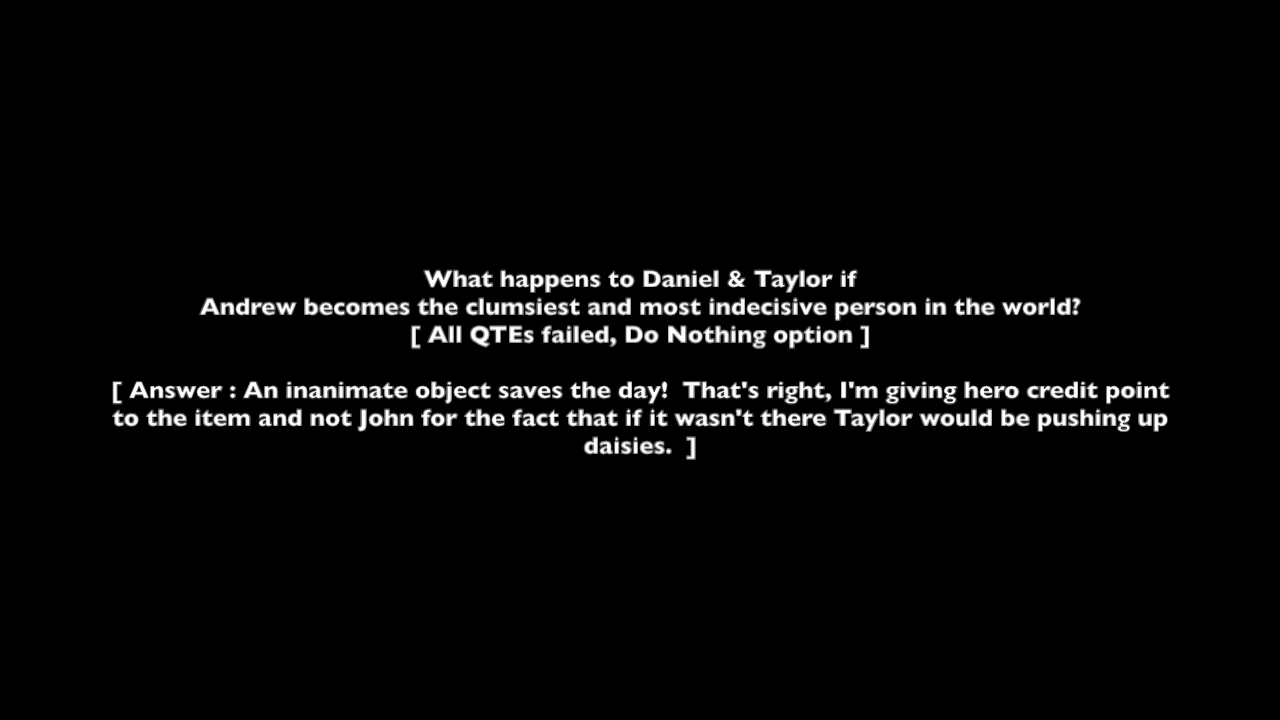 What happens to Daniel & Taylor if
Andrew becomes the clumsiest and most indecisive person in the world?
[ All QTEs failed, Do Nothing option ]
[ Answer : An inanimate object saves the day!  That's right, I'm giving hero credit point
to the item and not John for the fact that if it wasn't there Taylor would be pushing up
daisies.  ]